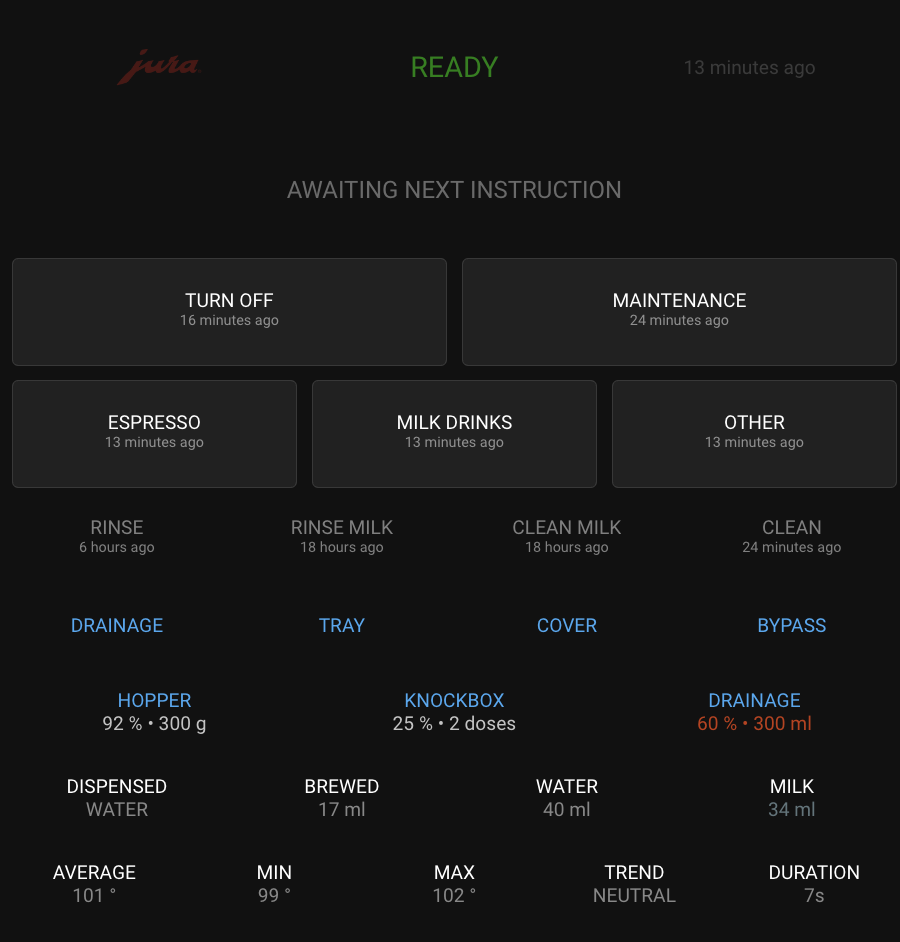 jura
READY
13 minutes ago
AWAITING NEXT INSTRUCTION
TURN OFF
16 minutes ago
MAINTENANCE
24 minutes ago
ESPRESSO
13 minutes ago
MILK DRINKS
13 minutes ago
OTHER
13 minutes ago
RINSE
6 hours ago
RINSE MILK
18 hours ago
CLEAN MILK
18 hours ago
CLEAN
24 minutes ago
DRAINAGE
TRAY
COVER
BYPASS
HOPPER
92 % • 300 g
KNOCKBOX
25 % • 2 doses
DRAINAGE
60 % • 300 ml
DISPENSED
WATER
BREWED
17 ml
WATER
40 ml
MILK
34 ml
AVERAGE
101 °
MIN
99 °
MAX
102 °
TREND
NEUTRAL
DURATION
7s